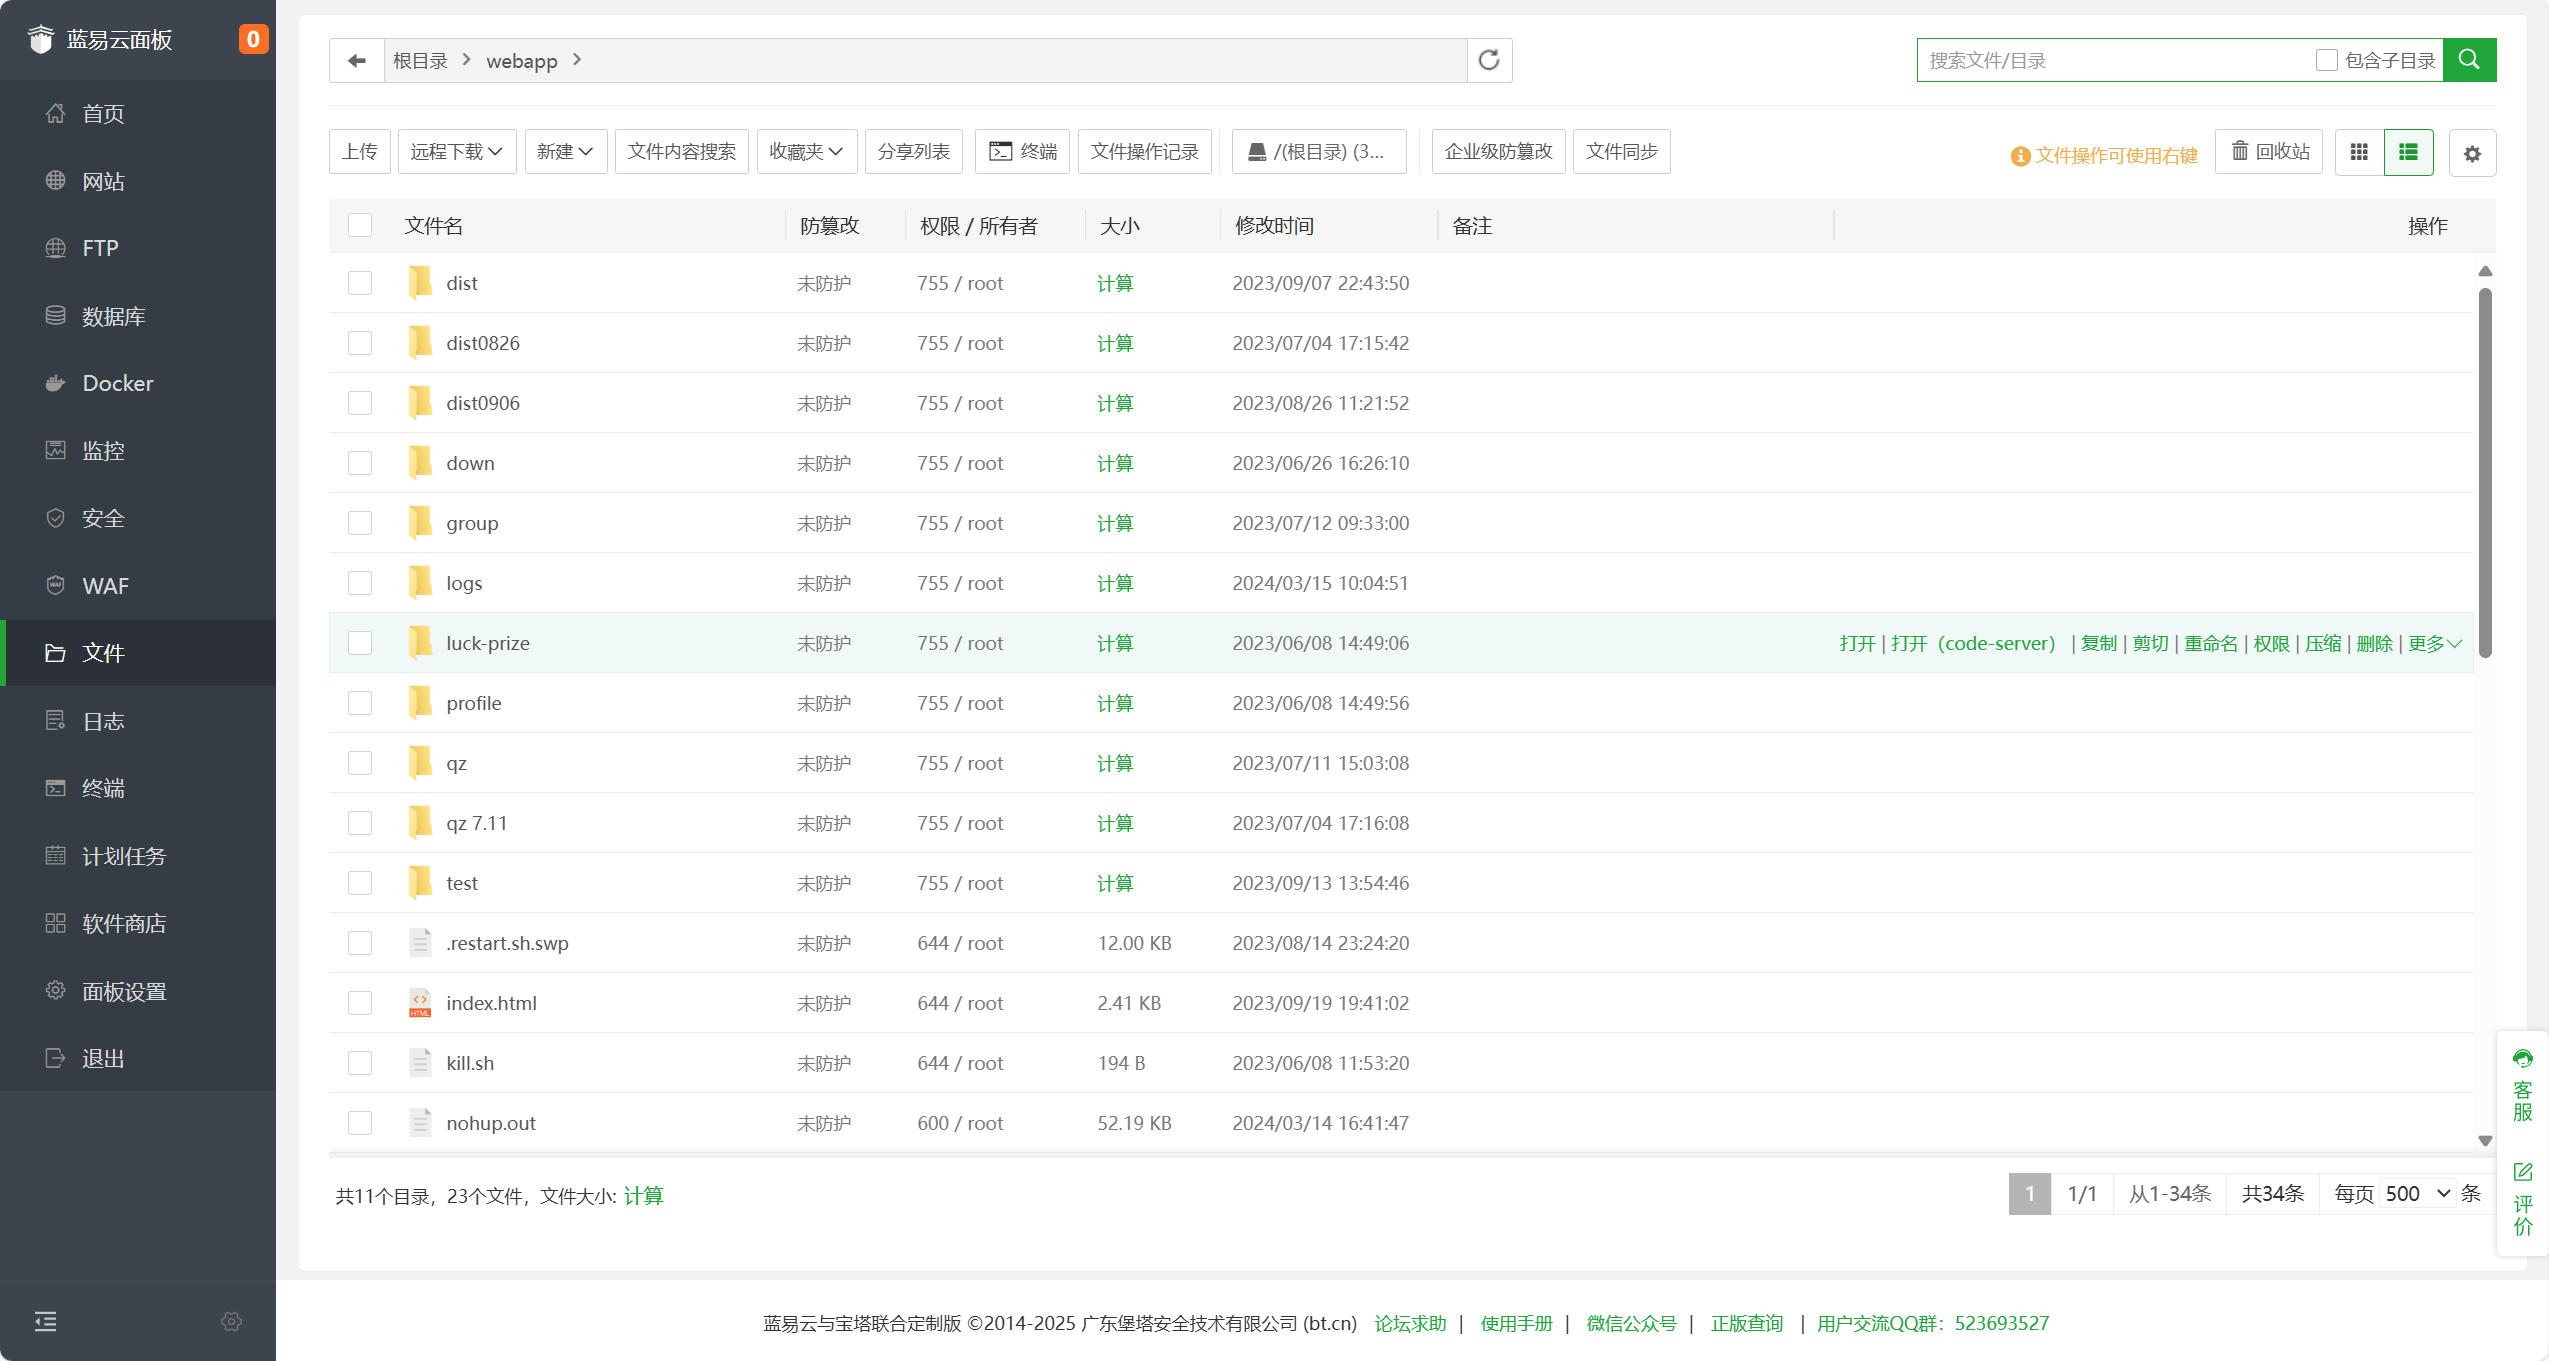 蓝易云面板 0
首页
网站
FTP
数据库
Docker
监控
安全
WAF
文件
日志
终端
计划任务
软件商店
面板设置
退出
根目录 webapp
搜索文件/目录 包含子目录
上传 远程下载 新建 文件内容搜索 收藏夹 分享列表 终端 文件操作记录 /(根目录) (3... 企业级防篡改 文件同步 文件操作可使用右键 回收站
文件名 防篡改 权限 / 所有者 大小 修改时间 备注 操作
dist 未防护 755 / root 计算 2023/09/07 22:43:50
dist0826 未防护 755 / root 计算 2023/07/04 17:15:42
dist0906 未防护 755 / root 计算 2023/08/26 11:21:52
down 未防护 755 / root 计算 2023/06/26 16:26:10
group 未防护 755 / root 计算 2023/07/12 09:33:00
logs 未防护 755 / root 计算 2024/03/15 10:04:51
luck-prize 未防护 755 / root 计算 2023/06/08 14:49:06 打开 | 打开（code-server） | 复制 | 剪切 | 重命名 | 权限 | 压缩 | 删除 | 更多
profile 未防护 755 / root 计算 2023/06/08 14:49:56
qz 未防护 755 / root 计算 2023/07/11 15:03:08
qz 7.11 未防护 755 / root 计算 2023/07/04 17:16:08
test 未防护 755 / root 计算 2023/09/13 13:54:46
.restart.sh.swp 未防护 644 / root 12.00 KB 2023/08/14 23:24:20
HTML index.html 未防护 644 / root 2.41 KB 2023/09/19 19:41:02
kill.sh 未防护 644 / root 194 B 2023/06/08 11:53:20
nohup.out 未防护 600 / root 52.19 KB 2024/03/14 16:41:47
共11个目录，23个文件，文件大小: 计算
1 1/1 从1-34条 共34条 每页 500 条
客服
评价
蓝易云与宝塔联合定制版 ©2014-2025 广东堡塔安全技术有限公司 (bt.cn) 论坛求助 | 使用手册 | 微信公众号 | 正版查询 | 用户交流QQ群：523693527